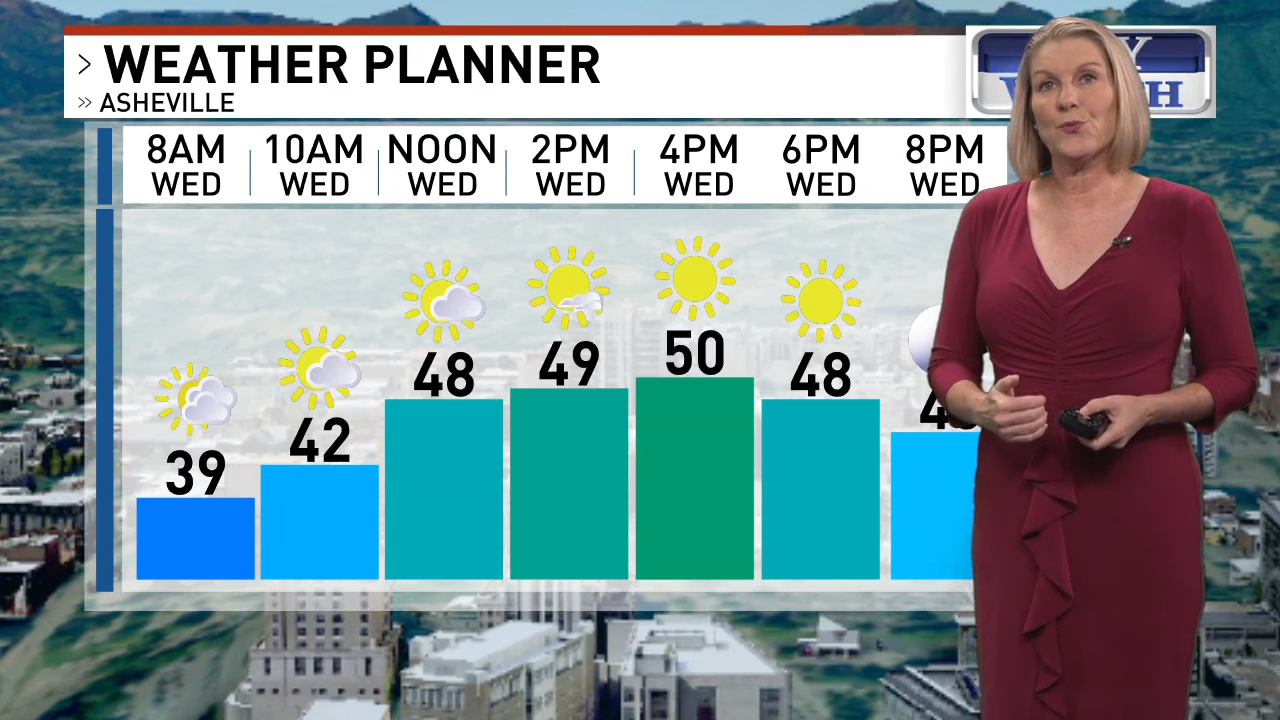 > WEATHER PLANNER
» ASHEVILLE
8AM 10AM NOON 2PM 4PM 6PM 8PM
WED WED WED WED WED WED WED
39 42 48 49 50 48